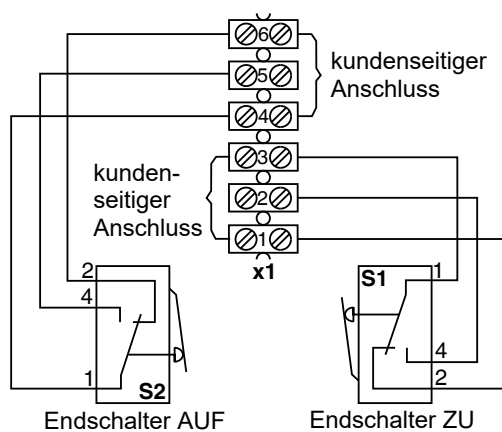 6
kundenseitiger
Anschluss
5
4
3
kunden-
seitiger
Anschluss
2
1
x1
2
4
1
S2
Endschalter AUF
S1
1
4
2
Endschalter ZU